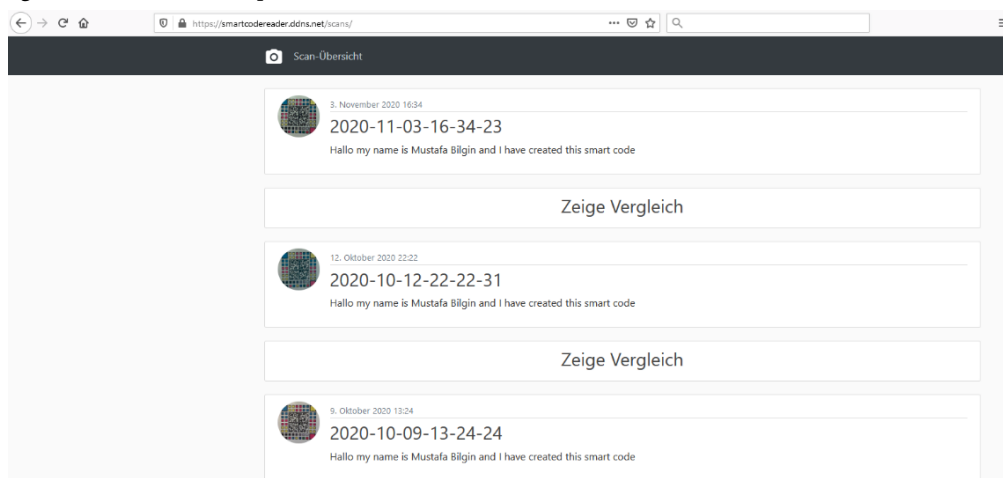 https://smartcodereader.ddns.net/scans/
Scan-Übersicht
3. November 2020 16:34
2020-11-03-16-34-23
Hallo my name is Mustafa Bilgin and I have created this smart code
Zeige Vergleich
12. Oktober 2020 22:22
2020-10-12-22-22-31
Hallo my name is Mustafa Bilgin and I have created this smart code
Zeige Vergleich
9. Oktober 2020 13:24
2020-10-09-13-24-24
Hallo my name is Mustafa Bilgin and I have created this smart code